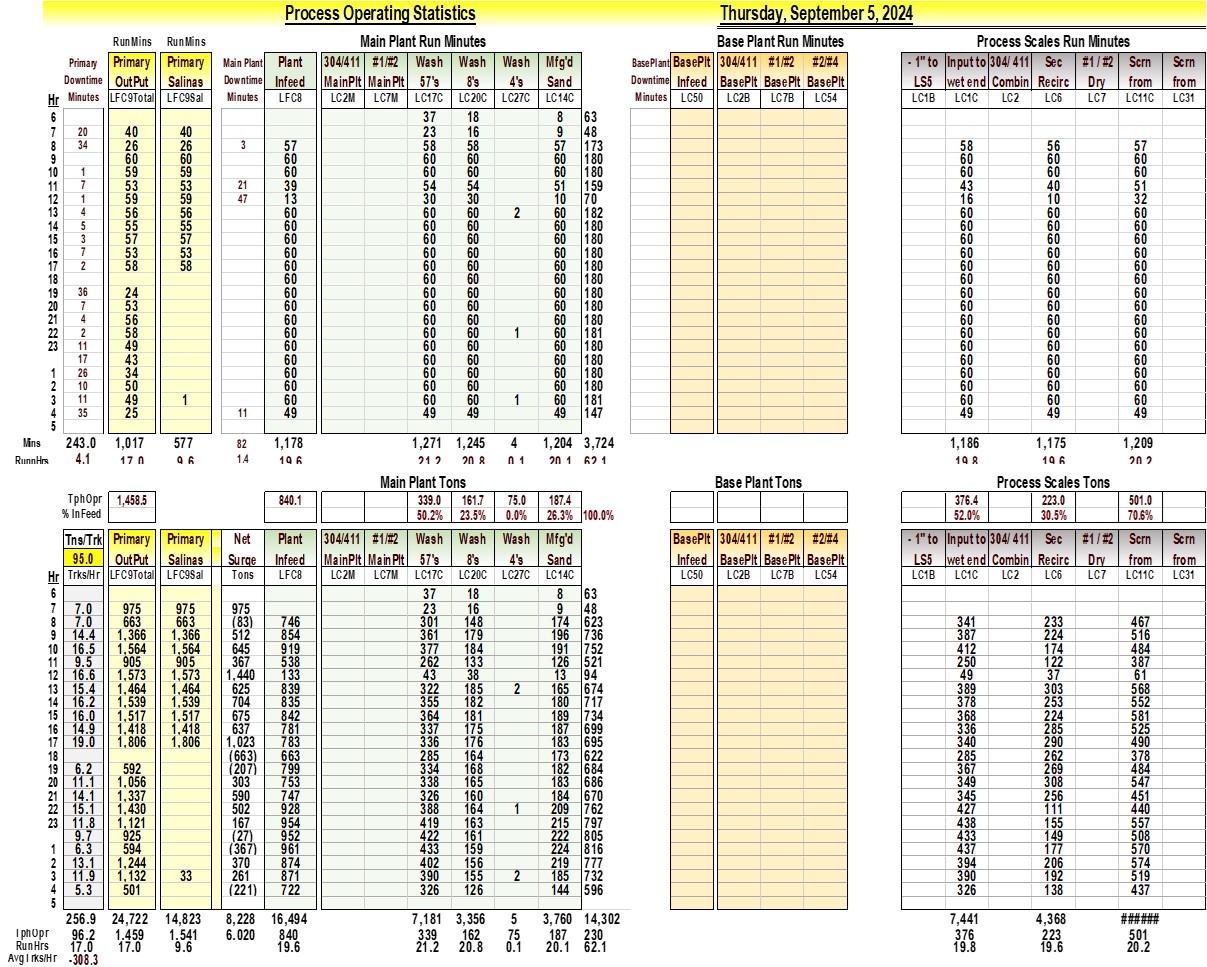 Process Operating Statistics Thursday, September 5, 2024
RunMins RunMins Main Plant Run Minutes Base Plant Run Minutes Process Scales Run Minutes
Primary Primary Primary Main Plant Plant 304/411 #1/#2 Wash Wash Wash Mfg'd BasePlant BasePlt 304/411 #1/#2 #2/#4 - 1" to Input to 304/ 411 Sec #1 / #2 Scrn Scrn
Downtime OutPut Salinas Downtime Infeed MainPlt MainPlt 57's 8's 4's Sand Downtime Infeed BasePlt BasePlt BasePlt LS5 wet end Combin Recirc Dry from from
Hr Minutes LFC9Total LFC9Sal Minutes LFC8 LC2M LC7M LC17C LC20C LC27C LC14C Minutes LC50 LC2B LC7B LC54 LC1B LC1C LC2 LC6 LC7 LC11C LC31
6 37 18 8 63
7 20 40 40 23 16 9 48
8 34 26 26 3 57 58 58 57 173 58 56 57
9 60 60 60 60 60 60 180 60 60 60
10 1 59 59 60 60 60 60 180 60 60 60
11 7 53 53 21 39 54 54 51 159 43 40 51
12 1 59 59 47 13 30 30 10 70 16 10 32
13 4 56 56 60 60 60 2 60 182 60 60 60
14 5 55 55 60 60 60 60 180 60 60 60
15 3 57 57 60 60 60 60 180 60 60 60
16 7 53 53 60 60 60 60 180 60 60 60
17 2 58 58 60 60 60 60 180 60 60 60
18 60 60 60 60 180 60 60 60
19 36 24 60 60 60 60 180 60 60 60
20 7 53 60 60 60 60 180 60 60 60
21 4 56 60 60 60 60 180 60 60 60
22 2 58 60 60 60 1 60 181 60 60 60
23 11 49 60 60 60 60 180 60 60 60
17 43 60 60 60 60 180 60 60 60
1 26 34 60 60 60 60 180 60 60 60
2 10 50 60 60 60 60 180 60 60 60
3 11 49 1 60 60 60 1 60 181 60 60 60
4 35 25 11 49 49 49 49 147 49 49 49
5
Mins 243.0 1,017 577 82 1,178 1,271 1,245 4 1,204 3,724 1,186 1,175 1,209
RunnHrs 4.1 17.0 9.6 1.4 19.6 21.2 20.8 0.1 20.1 62.1 19.8 19.6 20.2
Main Plant Tons Base Plant Tons Process Scales Tons
TphOpr 1,458.5 840.1 339.0 161.7 75.0 187.4 376.4 223.0 501.0
% InFeed 50.2% 23.5% 0.0% 26.3% 100.0% 52.0% 30.5% 70.6%
Tns/Trk Primary Primary Net Plant 304/411 #1/#2 Wash Wash Wash Mfg'd BasePlt 304/411 #1/#2 #2/#4 - 1" to Input to 304/ 411 Sec #1 / #2 Scrn Scrn
95.0 OutPut Salinas Surge Infeed MainPlt MainPlt 57's 8's 4's Sand Infeed BasePlt BasePlt BasePlt LS5 wet end Combin Recirc Dry from from
Hr Trks/Hr LFC9Total LFC9Sal Tons LFC8 LC2M LC7M LC17C LC20C LC27C LC14C LC50 LC2B LC7B LC54 LC1B LC1C LC2 LC6 LC7 LC11C LC31
6 37 18 8 63
7 7.0 975 975 975 23 16 9 48
8 7.0 663 663 (83) 746 301 148 174 623 341 233 467
9 14.4 1,366 1,366 512 854 361 179 196 736 387 224 516
10 16.5 1,564 1,564 645 919 377 184 191 752 412 174 484
11 9.5 905 905 367 538 262 133 126 521 250 122 387
12 16.6 1,573 1,573 1,440 133 43 38 13 94 49 37 61
13 15.4 1,464 1,464 625 839 322 185 2 165 674 389 303 568
14 16.2 1,539 1,539 704 835 355 182 180 717 378 253 552
15 16.0 1,517 1,517 675 842 364 181 189 734 368 224 581
16 14.9 1,418 1,418 637 781 337 175 187 699 336 285 525
17 19.0 1,806 1,806 1,023 783 336 176 183 695 340 290 490
18 (663) 663 285 164 173 622 285 262 378
19 6.2 592 (207) 799 334 168 182 684 367 269 484
20 11.1 1,056 303 753 338 165 183 686 349 308 547
21 14.1 1,337 590 747 326 160 184 670 345 256 451
22 15.1 1,430 502 928 388 164 1 209 762 427 111 440
23 11.8 1,121 167 954 419 163 215 797 438 155 557
9.7 925 (27) 952 422 161 222 805 433 149 508
1 6.3 594 (367) 961 433 159 224 816 437 177 570
2 13.1 1,244 370 874 402 156 219 777 394 206 574
3 11.9 1,132 33 261 871 390 155 2 185 732 390 192 519
4 5.3 501 (221) 722 326 126 144 596 326 138 437
5
256.9 24,722 14,823 8,228 16,494 7,181 3,356 5 3,760 14,302 7,441 4,368 ######
TphOpr 96.2 1,459 1,541 6.020 840 339 162 75 187 230 376 223 501
RunHrs 17.0 17.0 9.6 19.6 21.2 20.8 0.1 20.1 62.1 19.8 19.6 20.2
AvgTrks/Hr -308.3